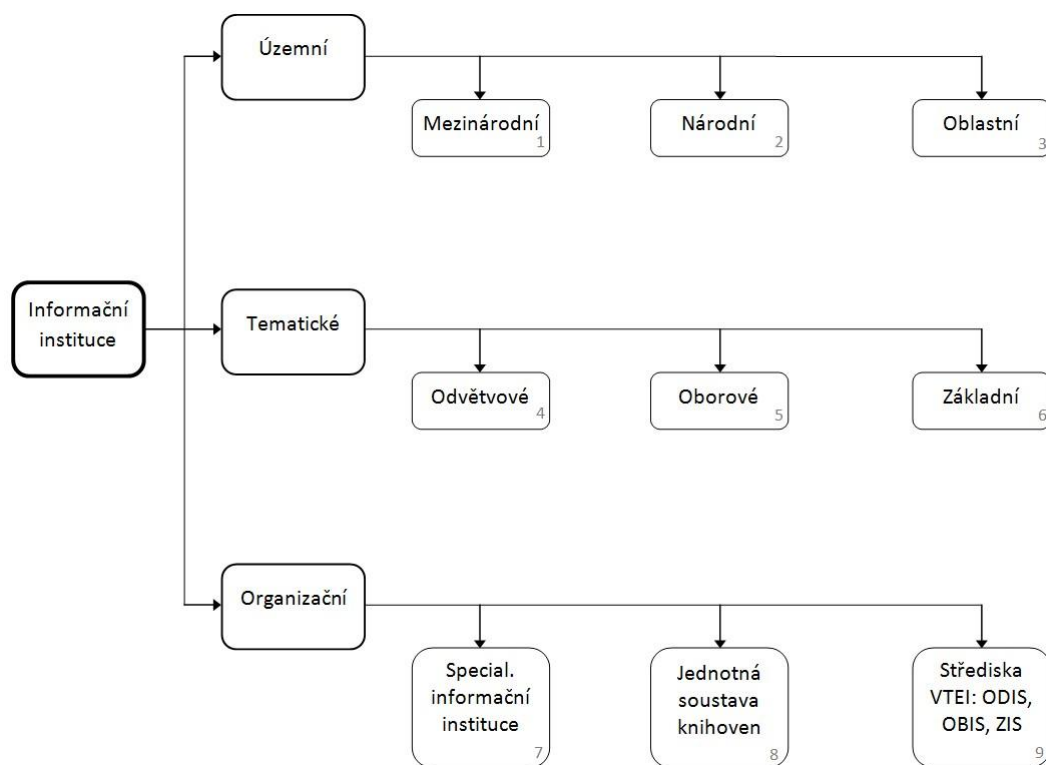 Územní
Mezinárodní
1
Národní
2
Oblastní
3
Informační
instituce
Tematické
Odvětvové
4
Oborové
5
Základní
6
Organizační
Special.
informační
instituce
7
Jednotná
soustava
knihoven
8
Střediska
VTEI: ODIS,
OBIS, ZIS
9